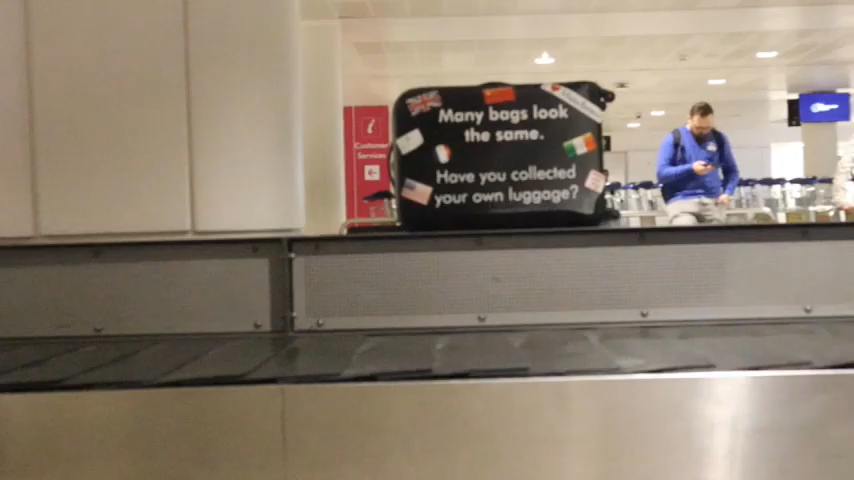 Many bags look
the same.
Have you collected
your own luggage?
i
Customer
Services